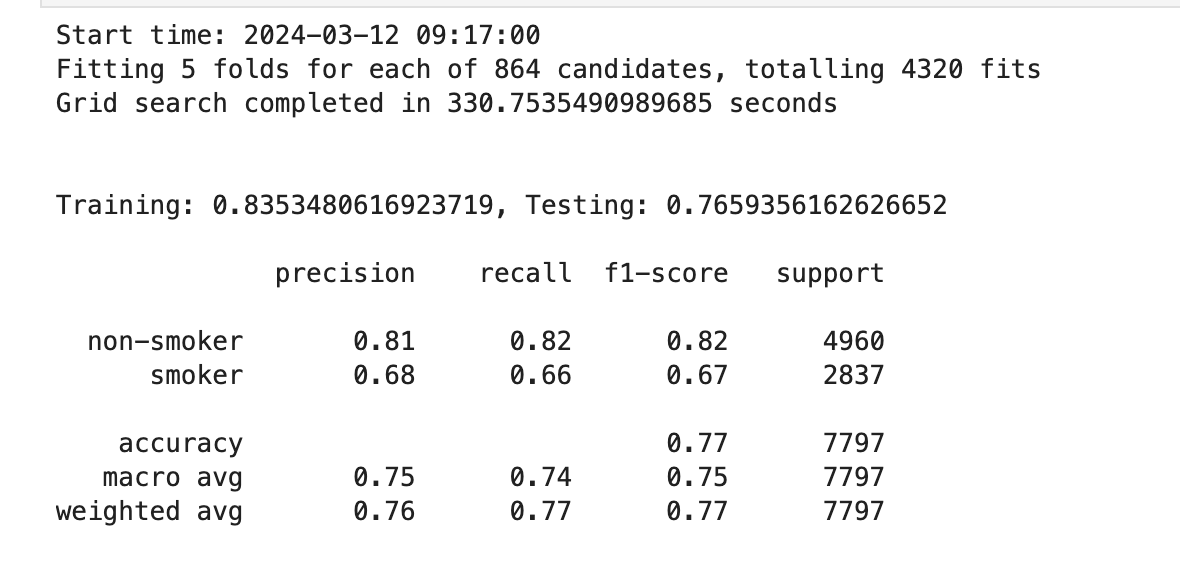 Start time: 2024-03-12 09:17:00
Fitting 5 folds for each of 864 candidates, totalling 4320 fits
Grid search completed in 330.7535490989685 seconds
Training: 0.8353480616923719, Testing: 0.7659356162626652
precision recall f1-score support
non-smoker 0.81 0.82 0.82 4960
smoker 0.68 0.66 0.67 2837
accuracy 0.77 7797
macro avg 0.75 0.74 0.75 7797
weighted avg 0.76 0.77 0.77 7797